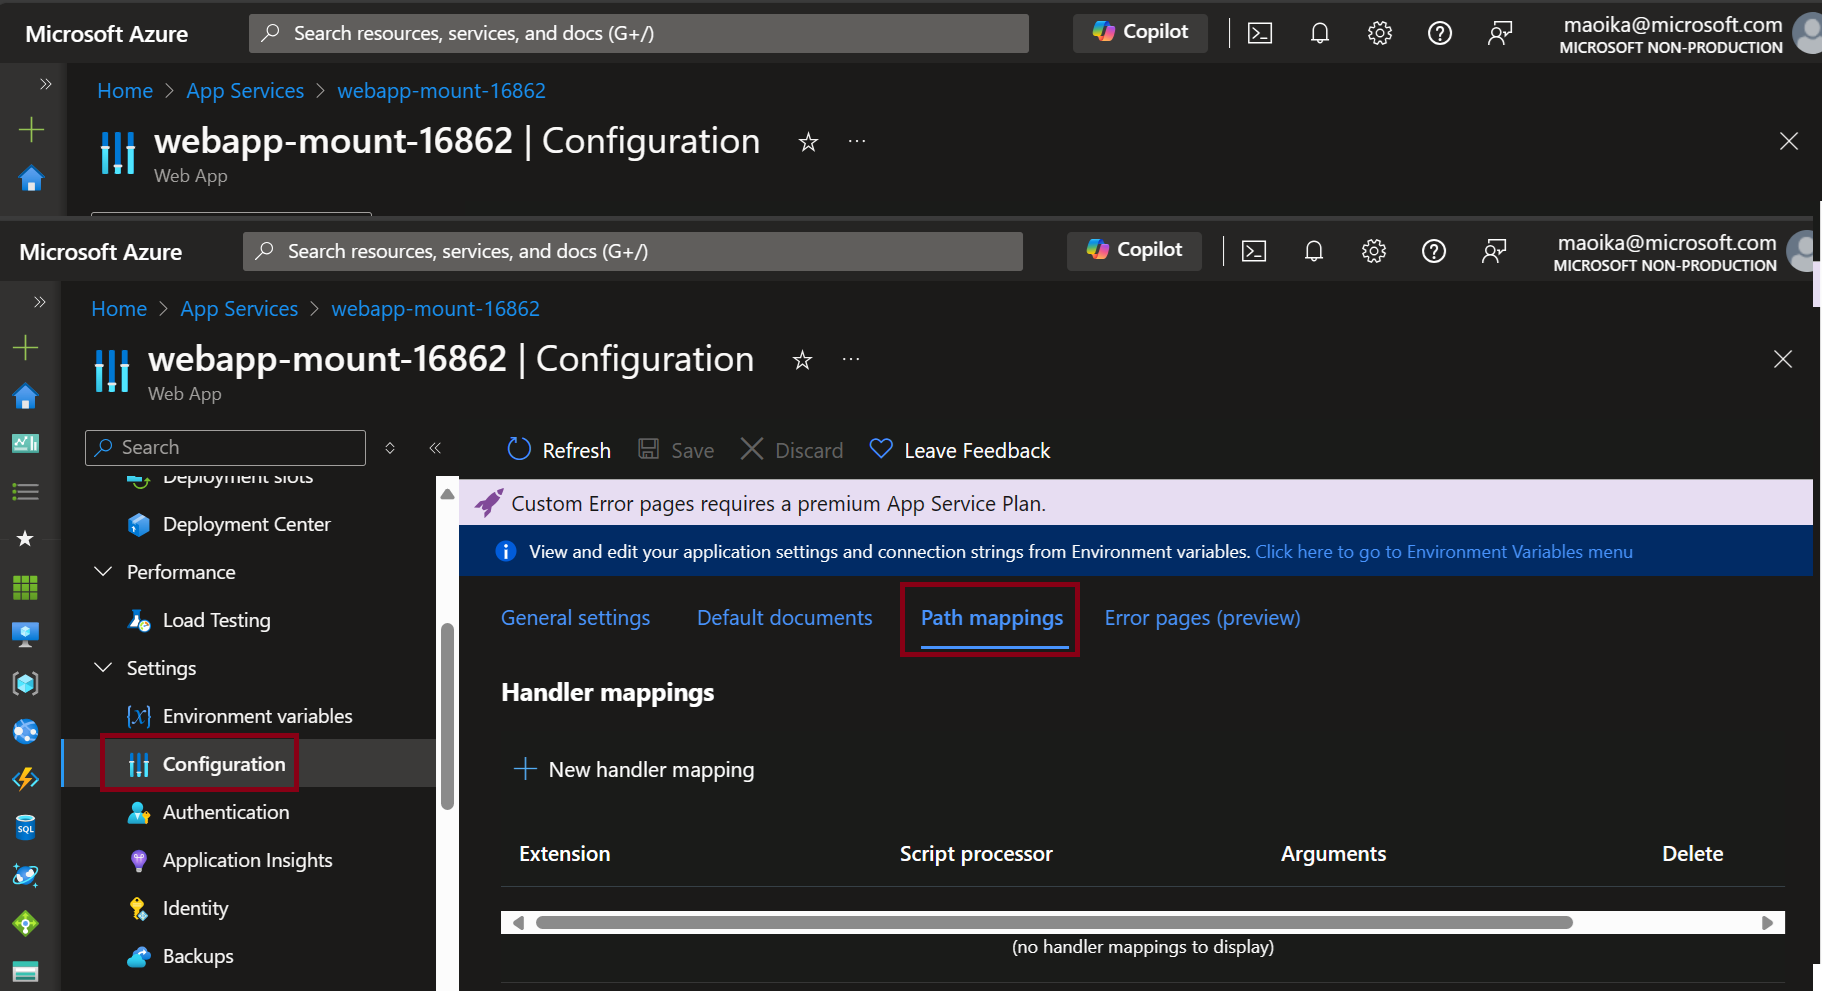 Microsoft Azure
Search resources, services, and docs (G+/)
Copilot
maoika@microsoft.com
MICROSOFT NON-PRODUCTION
Home > App Services > webapp-mount-16862
webapp-mount-16862 | Configuration
Web App
Microsoft Azure
Search resources, services, and docs (G+/)
Copilot
maoika@microsoft.com
MICROSOFT NON-PRODUCTION
Home > App Services > webapp-mount-16862
webapp-mount-16862 | Configuration
Web App
Search
Deployment slots
Deployment Center
Performance
Load Testing
Settings
Environment variables
Configuration
Authentication
Application Insights
Identity
Backups
SQL
Refresh
Save
Discard
Leave Feedback
Custom Error pages requires a premium App Service Plan.
View and edit your application settings and connection strings from Environment variables. Click here to go to Environment Variables menu
General settings
Default documents
Path mappings
Error pages (preview)
Handler mappings
New handler mapping
Extension
Script processor
Arguments
Delete
(no handler mappings to display)